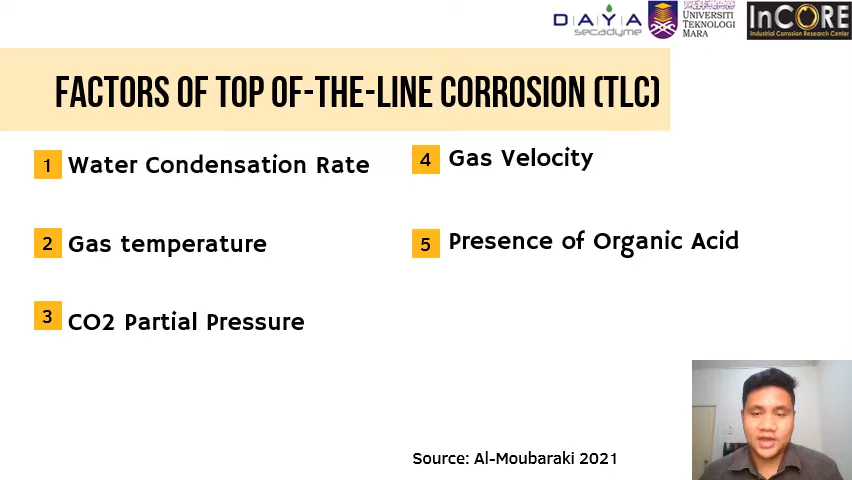 DAYA
secadyme
UNIVERSITI
TEKNOLOGI
MARA
InCORE
Industrial Corrosion Research Center
FACTORS OF TOP OF-THE-LINE CORROSION (TLC)
1 Water Condensation Rate
2 Gas temperature
3 CO2 Partial Pressure
4 Gas Velocity
5 Presence of Organic Acid
Source: Al-Moubaraki 2021